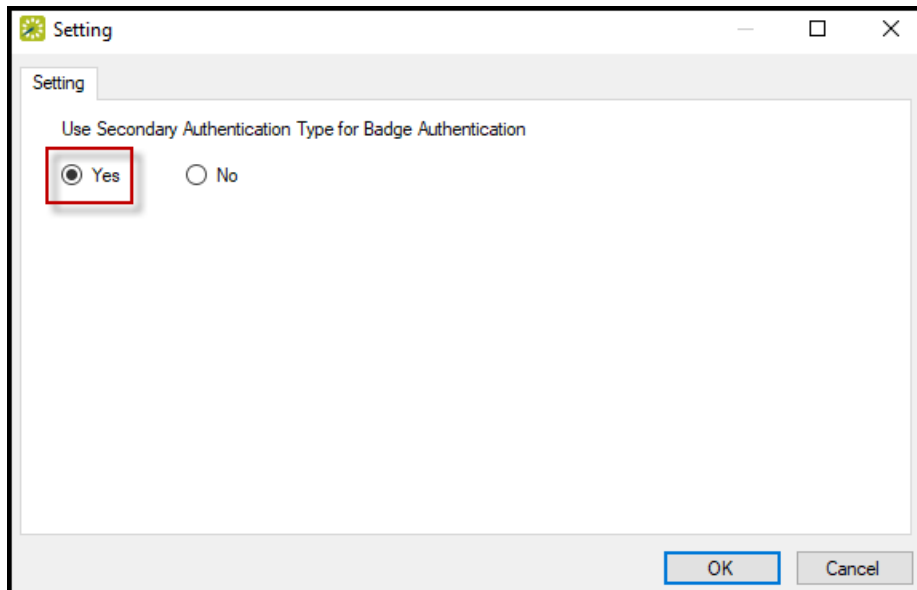 Setting
Setting
Use Secondary Authentication Type for Badge Authentication
Yes No
OK Cancel